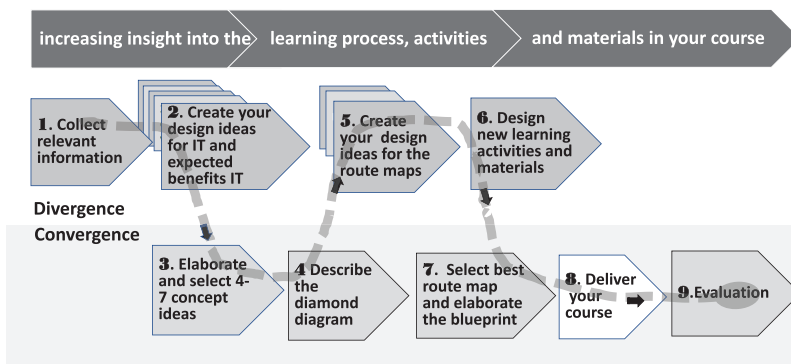 increasing insight into the learning process, activities and materials in your course
1. Collect
relevant
information
2. Create your
design ideas
for IT and
expected
benefits IT
5. Create
your design
ideas for the
route maps
6. Design
new learning
activities and
materials
Divergence
Convergence
3. Elaborate
and select 4-
7 concept
ideas
4 Describe
the
diamond
diagram
7. Select best
route map
and elaborate
the blueprint
8. Deliver
your
course
9.Evaluation